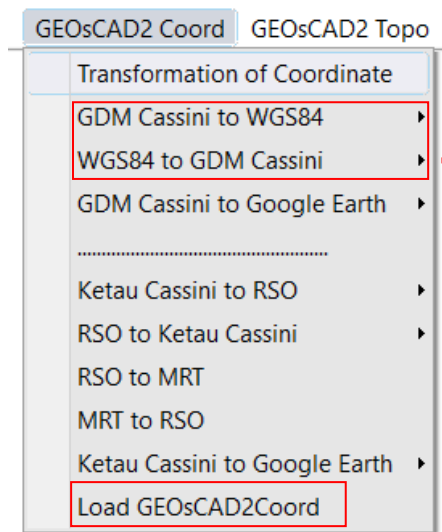 GEOsCAD2 Coord GEOsCAD2 Topo
Transformation of Coordinate
GDM Cassini to WGS84
WGS84 to GDM Cassini
GDM Cassini to Google Earth
....................................................
Ketau Cassini to RSO
RSO to Ketau Cassini
RSO to MRT
MRT to RSO
Ketau Cassini to Google Earth
Load GEOsCAD2Coord